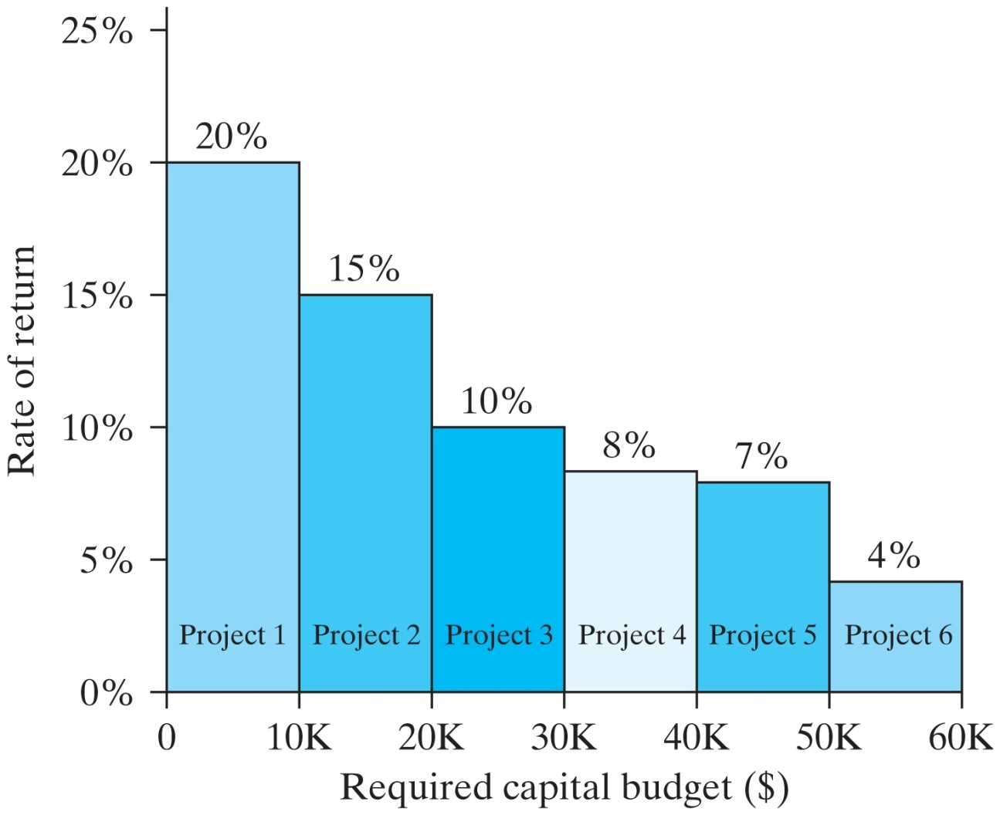 25%
20%
20%
15%
15%
10%
10%
8%
7%
5%
4%
Rate of return
Project 1
Project 2
Project 3
Project 4
Project 5
Project 6
0%
0
10K
20K
30K
40K
50K
60K
Required capital budget ($)